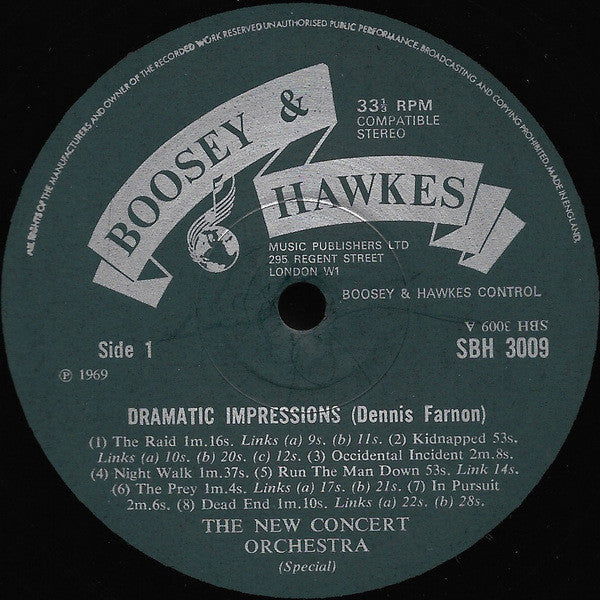 ALL RIGHTS OF THE MANUFACTURERS AND OWNER OF THE RECORDED WORK RESERVED UNAUTHORISED PUBLIC PERFORMANCE, BROADCASTING AND COPYING PROHIBITED. MADE IN ENGLAND.
BOOSEY &
HAWKES
33⅓ RPM
COMPATIBLE
STEREO
MUSIC PUBLISHERS LTD
295 REGENT STREET
LONDON W1
BOOSEY & HAWKES CONTROL
SBH 3009 A
Side 1
SBH 3009
Ⓟ 1969
DRAMATIC IMPRESSIONS (Dennis Farnon)
(1) The Raid 1m.16s. Links (a) 9s. (b) 11s. (2) Kidnapped 53s.
Links (a) 10s. (b) 20s. (c) 12s. (3) Occidental Incident 2m.8s.
(4) Night Walk 1m.37s. (5) Run The Man Down 53s. Link 14s.
(6) The Prey 1m.4s. Links (a) 17s. (b) 21s. (7) In Pursuit
2m.6s. (8) Dead End 1m.10s. Links (a) 22s. (b) 28s.
THE NEW CONCERT
ORCHESTRA
(Special)